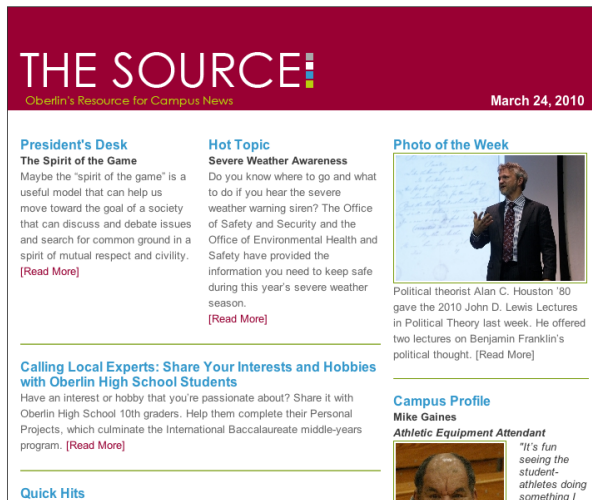 THE SOURCE
Oberlin's Resource for Campus News
March 24, 2010
President's Desk
The Spirit of the Game
Maybe the “spirit of the game” is a
useful model that can help us
move toward the goal of a society
that can discuss and debate issues
and search for common ground in a
spirit of mutual respect and civility.
[Read More]
Hot Topic
Severe Weather Awareness
Do you know where to go and what
to do if you hear the severe
weather warning siren? The Office
of Safety and Security and the
Office of Environmental Health and
Safety have provided the
information you need to keep safe
during this year’s severe weather
season.
[Read More]
Calling Local Experts: Share Your Interests and Hobbies
with Oberlin High School Students
Have an interest or hobby that you’re passionate about? Share it with
Oberlin High School 10th graders. Help them complete their Personal
Projects, which culminate the International Baccalaureate middle-years
program. [Read More]
Quick Hits
Photo of the Week
Political theorist Alan C. Houston ’80
gave the 2010 John D. Lewis Lectures
in Political Theory last week. He offered
two lectures on Benjamin Franklin’s
political thought. [Read More]
Campus Profile
Mike Gaines
Athletic Equipment Attendant
"It’s fun
seeing the
student-
athletes doing
something I